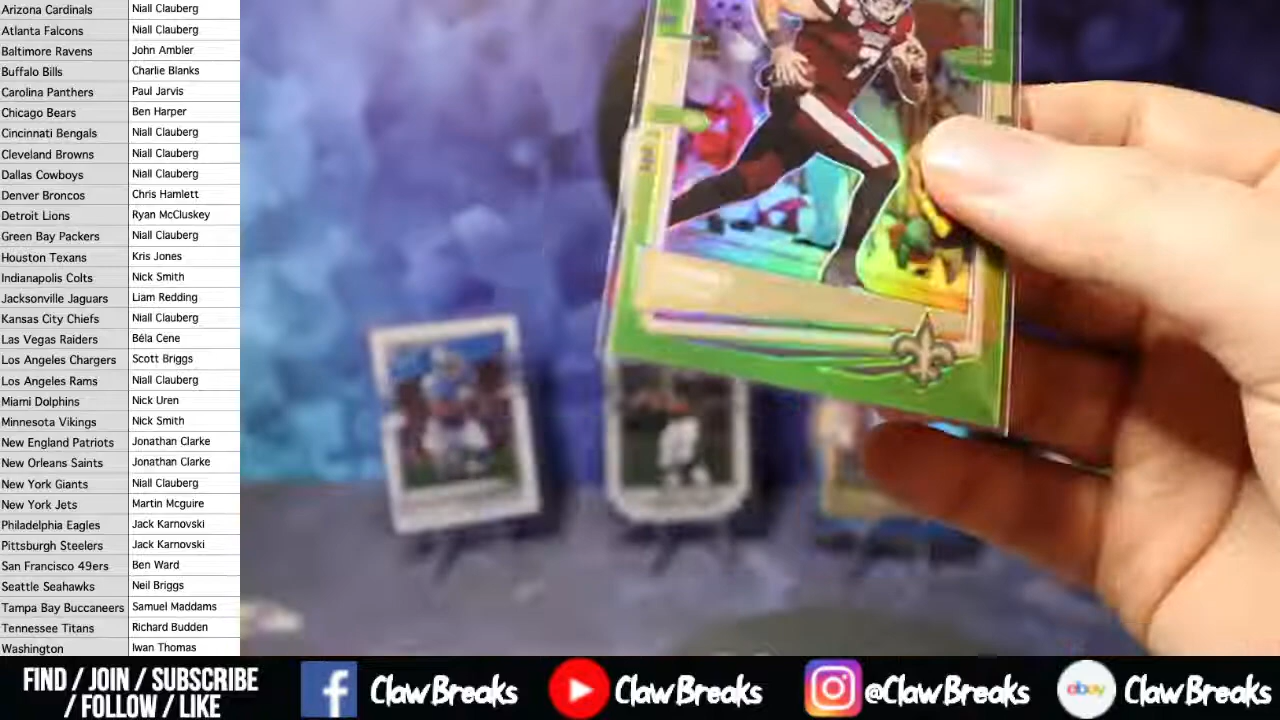 Arizona Cardinals Niall Clauberg
Atlanta Falcons Niall Clauberg
Baltimore Ravens John Ambler
Buffalo Bills Charlie Blanks
Carolina Panthers Paul Jarvis
Chicago Bears Ben Harper
Cincinnati Bengals Niall Clauberg
Cleveland Browns Niall Clauberg
Dallas Cowboys Niall Clauberg
Denver Broncos Chris Hamlett
Detroit Lions Ryan McCluskey
Green Bay Packers Niall Clauberg
Houston Texans Kris Jones
Indianapolis Colts Nick Smith
Jacksonville Jaguars Liam Redding
Kansas City Chiefs Niall Clauberg
Las Vegas Raiders Béla Cene
Los Angeles Chargers Scott Briggs
Los Angeles Rams Niall Clauberg
Miami Dolphins Nick Uren
Minnesota Vikings Nick Smith
New England Patriots Jonathan Clarke
New Orleans Saints Jonathan Clarke
New York Giants Niall Clauberg
New York Jets Martin Mcguire
Philadelphia Eagles Jack Karnovski
Pittsburgh Steelers Jack Karnovski
San Francisco 49ers Ben Ward
Seattle Seahawks Neil Briggs
Tampa Bay Buccaneers Samuel Maddams
Tennessee Titans Richard Budden
Washington Iwan Thomas
FIND / JOIN / SUBSCRIBE
/ FOLLOW / LIKE
f ClawBreaks
ClawBreaks
@ClawBreaks
ebay ClawBreaks
7